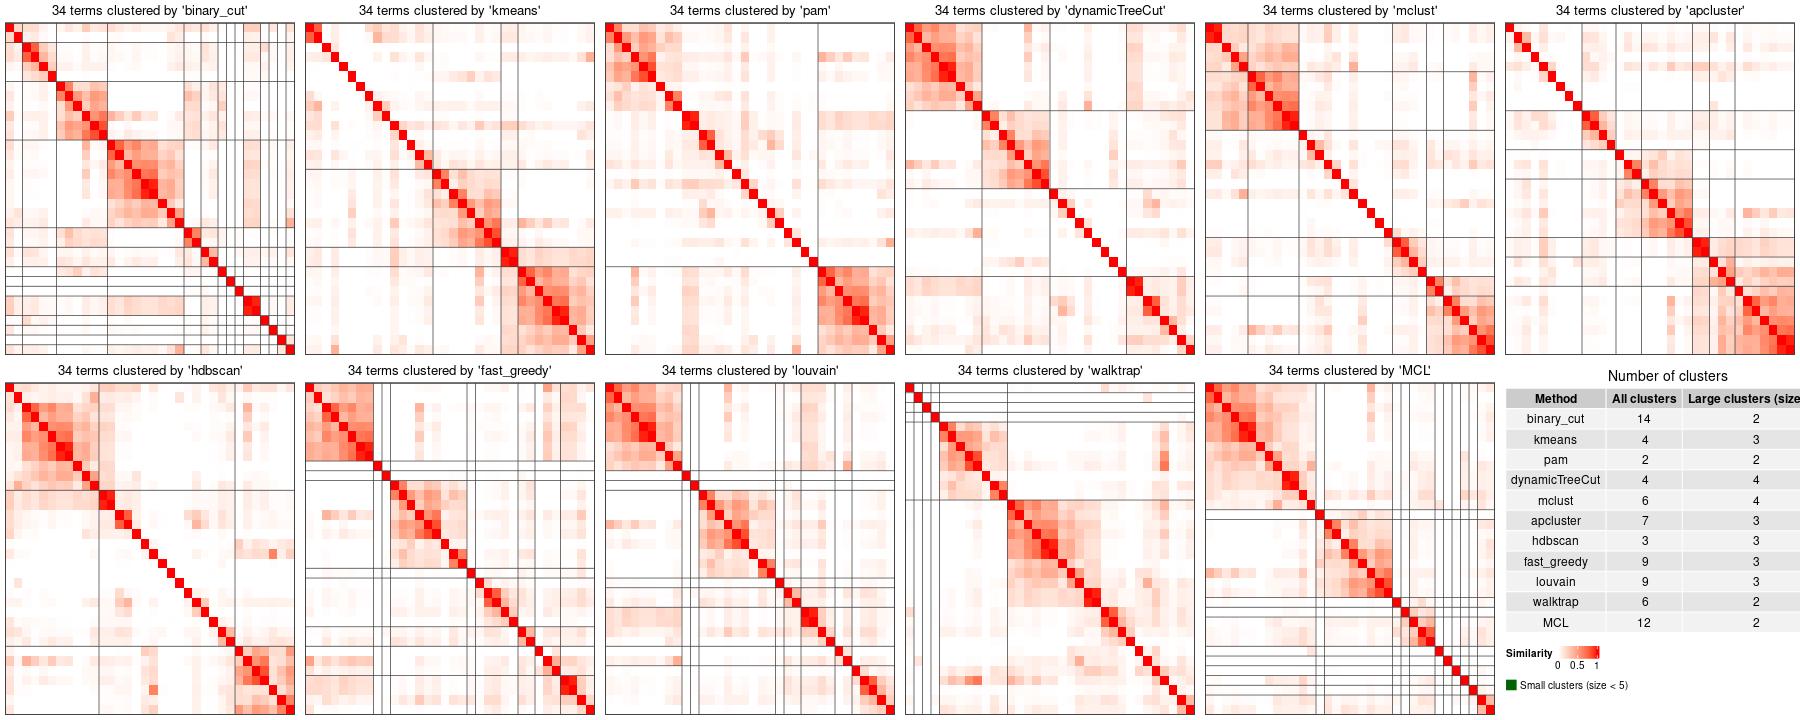 34 terms clustered by 'binary_cut'
34 terms clustered by 'kmeans'
34 terms clustered by 'pam'
34 terms clustered by 'dynamicTreeCut'
34 terms clustered by 'mclust'
34 terms clustered by 'apcluster'
34 terms clustered by 'hdbscan'
34 terms clustered by 'fast_greedy'
34 terms clustered by 'louvain'
34 terms clustered by 'walktrap'
34 terms clustered by 'MCL'
Number of clusters
Method All clusters Large clusters (size
binary_cut 14 2
kmeans 4 3
pam 2 2
dynamicTreeCut 4 4
mclust 6 4
apcluster 7 3
hdbscan 3 3
fast_greedy 9 3
louvain 9 3
walktrap 6 2
MCL 12 2
Similarity
0 0.5 1
Small clusters (size < 5)